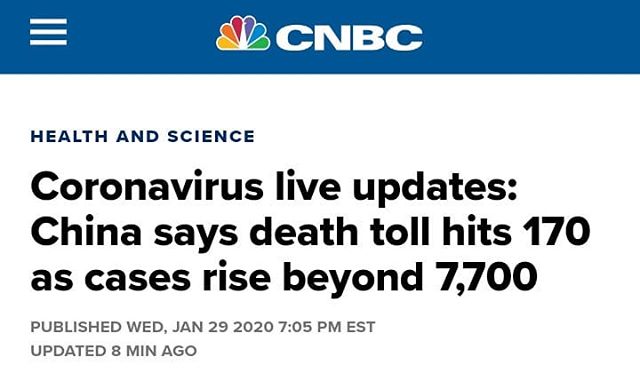 CNBC
HEALTH AND SCIENCE
Coronavirus live updates:
China says death toll hits 170
as cases rise beyond 7,700
PUBLISHED WED, JAN 29 2020 7:05 PM EST
UPDATED 8 MIN AGO